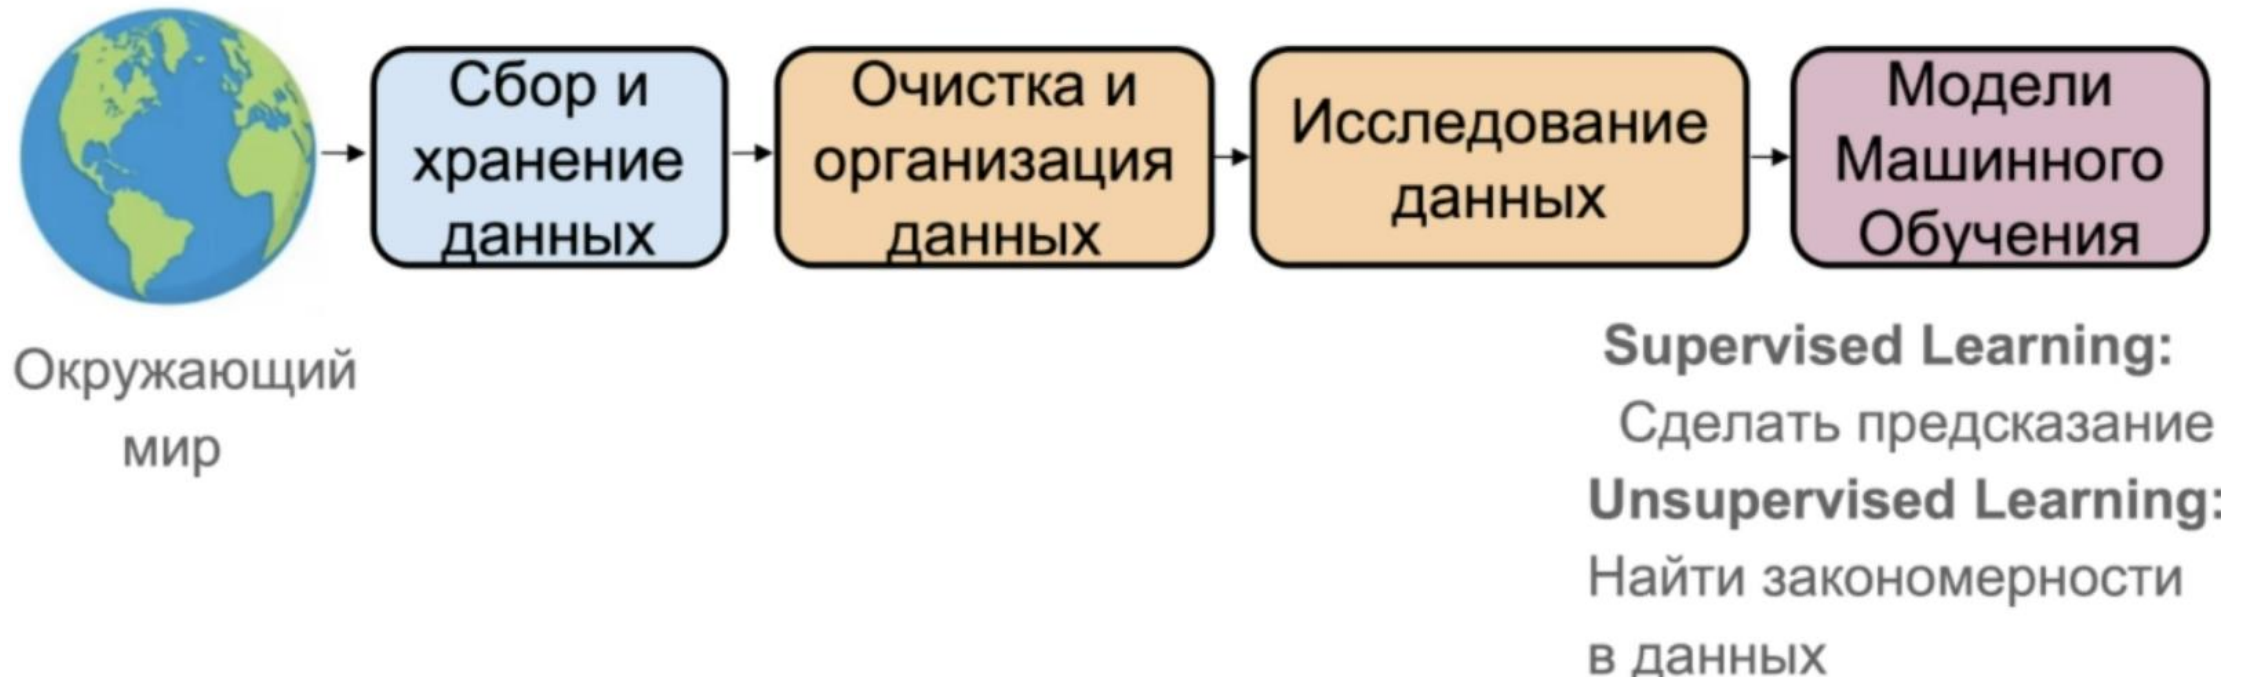 Сбор и
хранение
данных
Очистка и
организация
данных
Исследование
данных
Модели
Машинного
Обучения
Окружающий
мир
Supervised Learning:
Сделать предсказание
Unsupervised Learning:
Найти закономерности
в данных